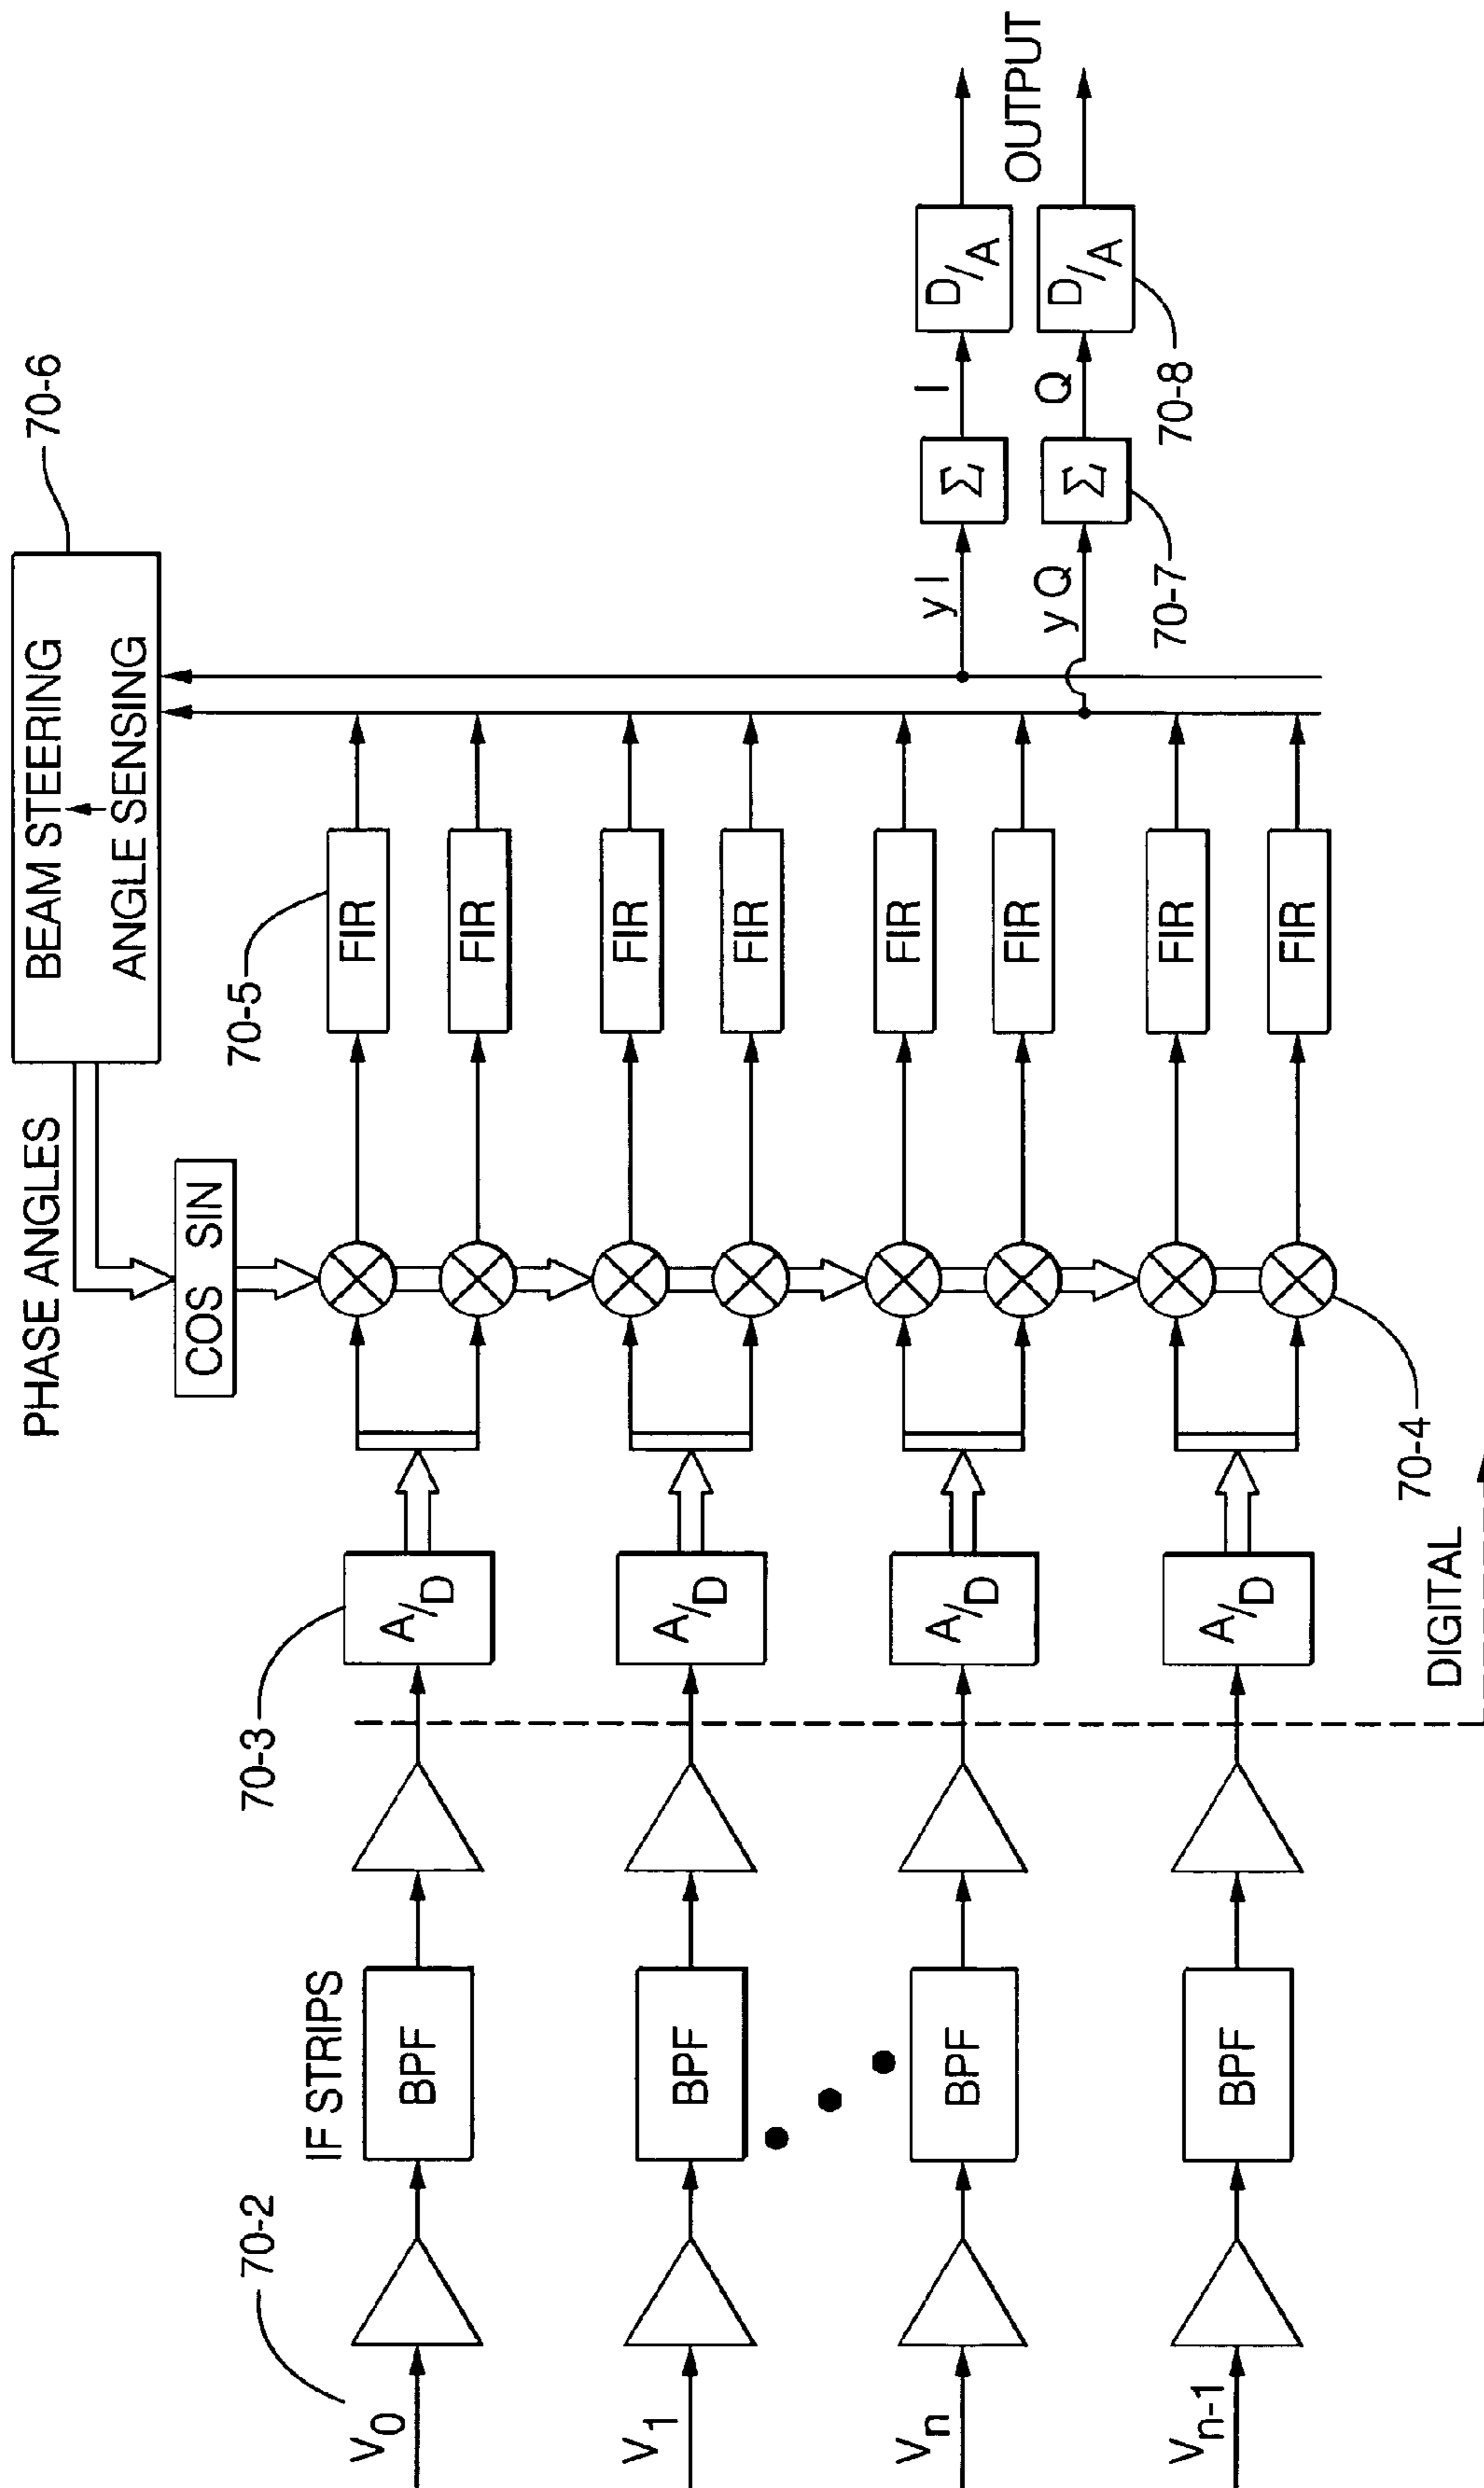 PHASE ANGLES
BEAM STEERING
ANGLE SENSING
70-6
COS SIN
IF STRIPS
70-2
70-3
70-5
V0
BPF
A/D
FIR
FIR
V1
BPF
A/D
FIR
FIR
Vn
BPF
A/D
FIR
FIR
Vn-1
BPF
A/D
FIR
FIR
70-4
DIGITAL
y I
Σ
I
D/A
y Q
Σ
Q
D/A
70-7
70-8
OUTPUT